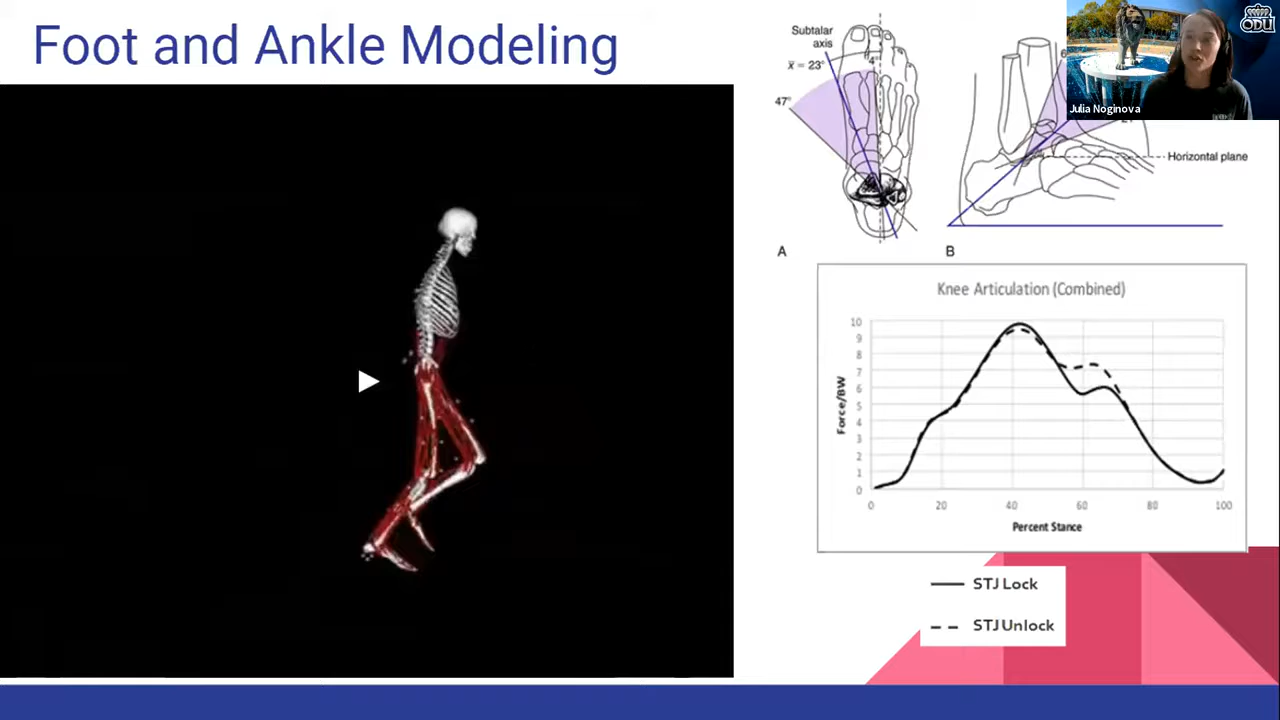 Foot and Ankle Modeling
Subtalar
axis
x̅ = 23°
4°
47°
Horizontal plane
A
B
Julia Noginova
ODU
Knee Articulation (Combined)
Force/BW
10
9
8
7
6
5
4
3
2
1
0
0 20 40 60 80 100
Percent Stance
STJ Lock
STJ Unlock